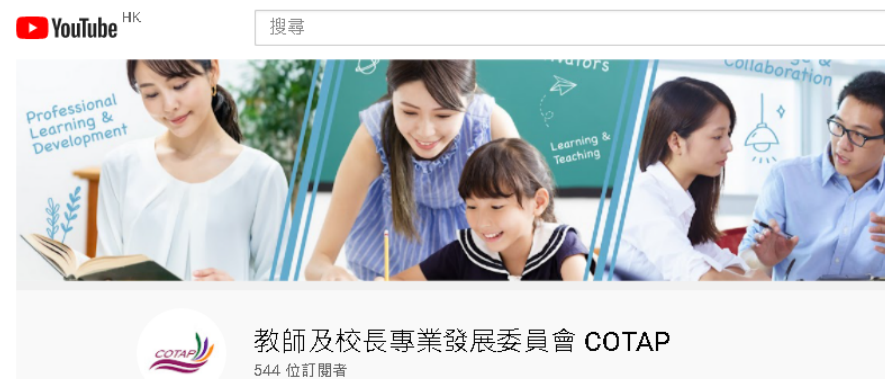 YouTube HK
搜尋
Professional
Learning &
Development
Learning &
Teaching
Collaboration
COTAP
教師及校長專業發展委員會 COTAP
544 位訂閱者